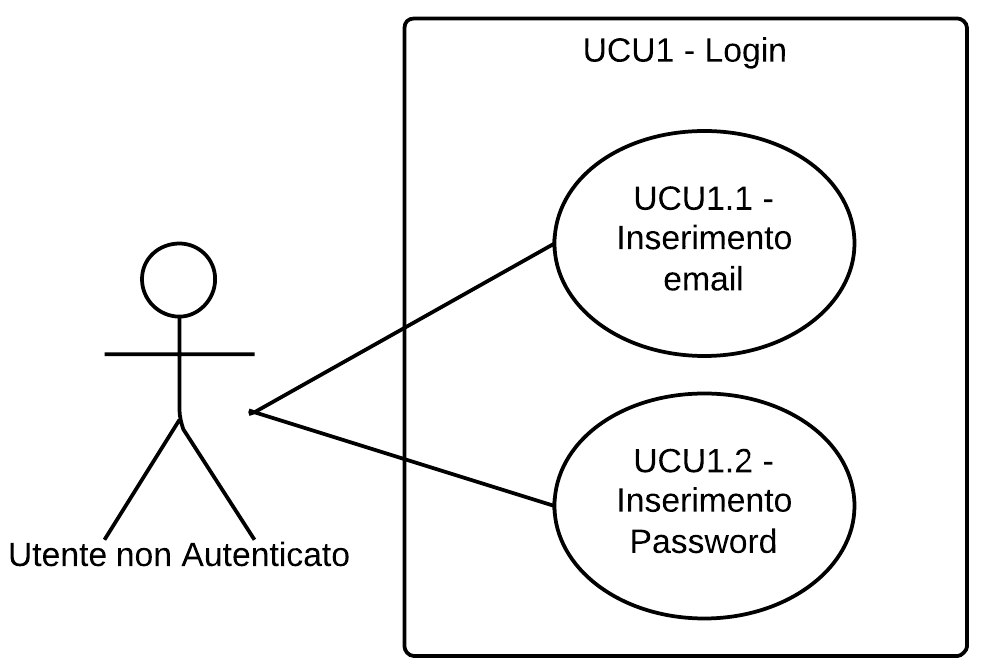 UCU1 - Login
UCU1.1 -
Inserimento
email
UCU1.2 -
Inserimento
Password
Utente non Autenticato